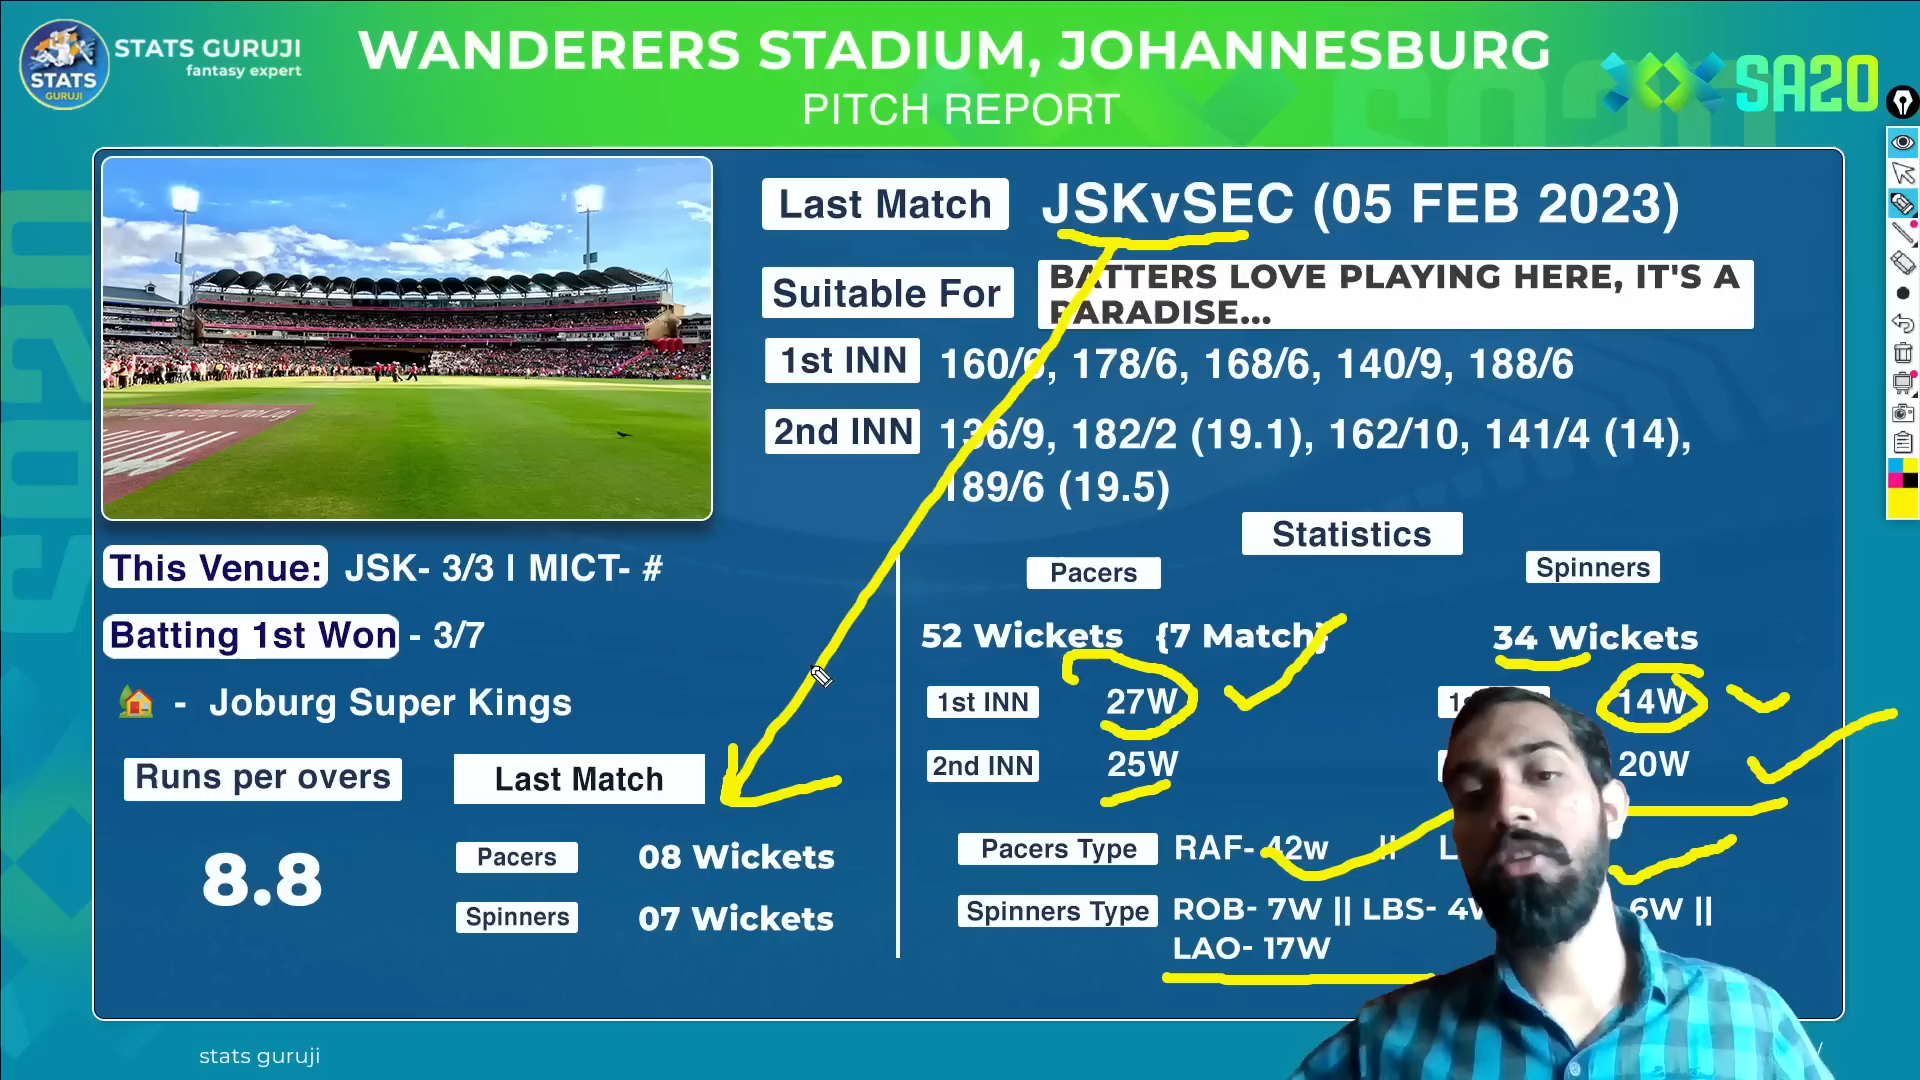 STATS GURUJI
fantasy expert
STATS
GURUJI
WANDERERS STADIUM, JOHANNESBURG
PITCH REPORT
SA20
Last Match JSKvSEC (05 FEB 2023)
Suitable For BATTERS LOVE PLAYING HERE, IT'S A
PARADISE...
1st INN 160/6, 178/6, 168/6, 140/9, 188/6
2nd INN 136/9, 182/2 (19.1), 162/10, 141/4 (14),
189/6 (19.5)
This Venue: JSK- 3/3 | MICT- #
Batting 1st Won - 3/7
- Joburg Super Kings
Runs per overs
8.8
Last Match
Pacers 08 Wickets
Spinners 07 Wickets
Statistics
Pacers Spinners
52 Wickets {7 Match} 34 Wickets
1st INN 27W 14W
2nd INN 25W 20W
Pacers Type RAF- 42w ||
Spinners Type ROB- 7W || LBS- 4W 6W ||
LAO- 17W
stats guruji